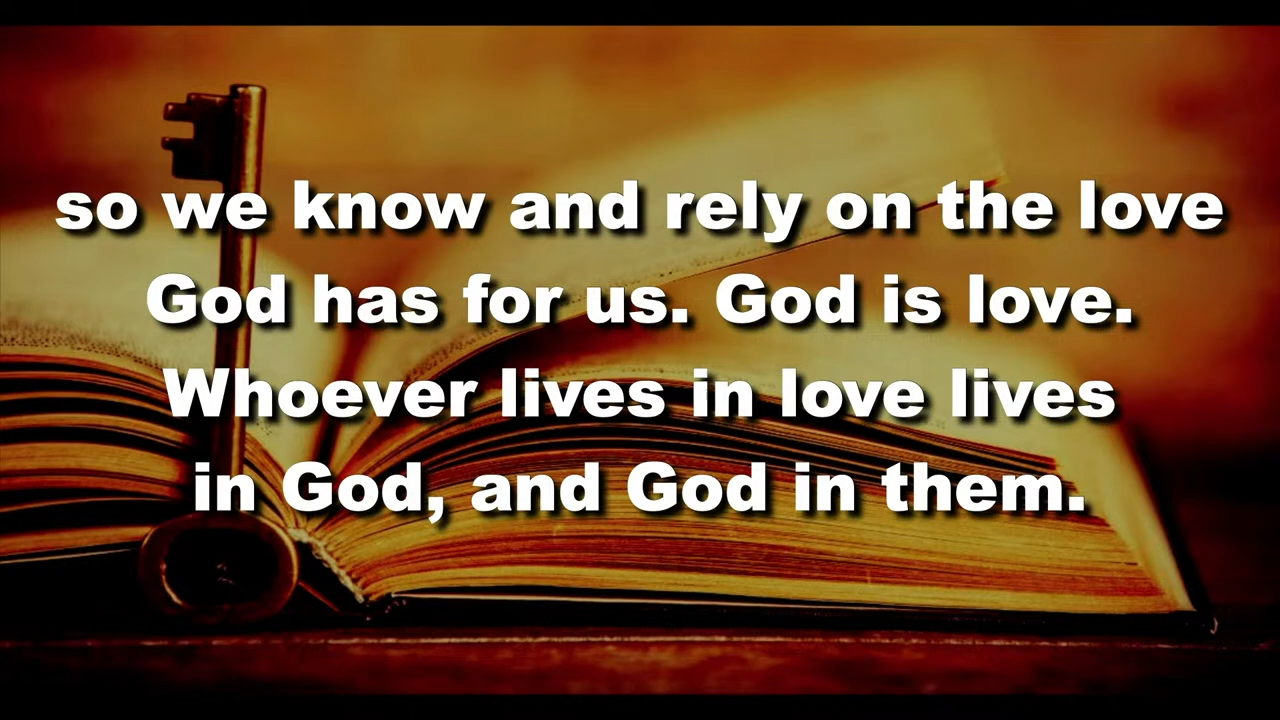 so we know and rely on the love
God has for us. God is love.
Whoever lives in love lives
in God, and God in them.